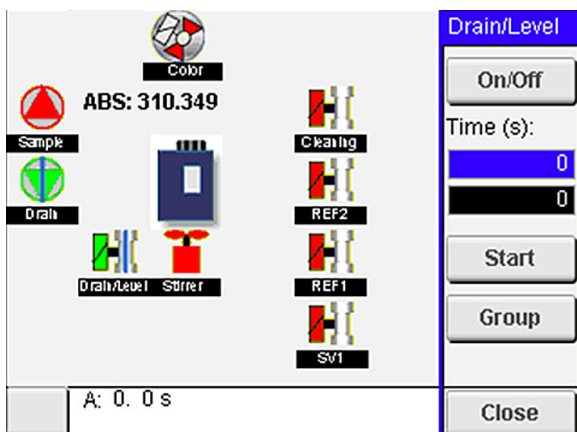 Drain/Level
Color
On/Off
ABS: 310.349
Time (s):
Sample
Cleaning
0
Drain
REF2
0
Drain/Level
Stirrer
REF1
Start
Group
SV1
A: 0. 0 s
Close